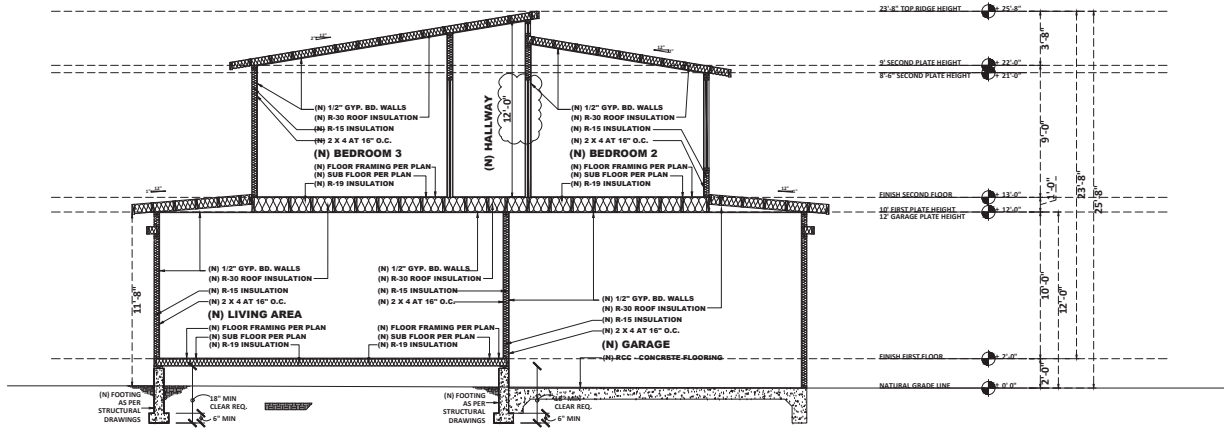 23'-8" TOP RIDGE HEIGHT
+ 25'-8"
12"
2"
12"
3'-8"
9' SECOND PLATE HEIGHT
+ 22'-0"
8'-6" SECOND PLATE HEIGHT
+ 21'-0"
(N) 1/2" GYP. BD. WALLS
(N) R-30 ROOF INSULATION
(N) R-15 INSULATION
(N) 2 X 4 AT 16" O.C.
(N) BEDROOM 3
(N) FLOOR FRAMING PER PLAN
(N) SUB FLOOR PER PLAN
(N) R-19 INSULATION
(N) HALLWAY
12'-0"
(N) 1/2" GYP. BD. WALLS
(N) R-30 ROOF INSULATION
(N) R-15 INSULATION
(N) 2 X 4 AT 16" O.C.
(N) BEDROOM 2
(N) FLOOR FRAMING PER PLAN
(N) SUB FLOOR PER PLAN
(N) R-19 INSULATION
9'-0"
12"
1"
12"
FINISH SECOND FLOOR
+ 13'-0"
1'-0"
23'-8"
25'-8"
10' FIRST PLATE HEIGHT
+ 12'-0"
12' GARAGE PLATE HEIGHT
11'-8"
(N) 1/2" GYP. BD. WALLS
(N) R-30 ROOF INSULATION
(N) R-15 INSULATION
(N) 2 X 4 AT 16" O.C.
(N) LIVING AREA
(N) FLOOR FRAMING PER PLAN
(N) SUB FLOOR PER PLAN
(N) R-19 INSULATION
(N) 1/2" GYP. BD. WALLS
(N) R-30 ROOF INSULATION
(N) R-15 INSULATION
(N) 2 X 4 AT 16" O.C.
(N) FLOOR FRAMING PER PLAN
(N) SUB FLOOR PER PLAN
(N) R-19 INSULATION
(N) 1/2" GYP. BD. WALLS
(N) R-30 ROOF INSULATION
(N) R-15 INSULATION
(N) 2 X 4 AT 16" O.C.
(N) GARAGE
(N) RCC - CONCRETE FLOORING
10'-0"
12'-0"
FINISH FIRST FLOOR
+ 2'-0"
2'-0"
NATURAL GRADE LINE
+ 0' 0"
(N) FOOTING
AS PER
STRUCTURAL
DRAWINGS
18" MIN
CLEAR REQ.
6" MIN
(N) FOOTING
AS PER
STRUCTURAL
DRAWINGS
18" MIN
CLEAR REQ.
6" MIN